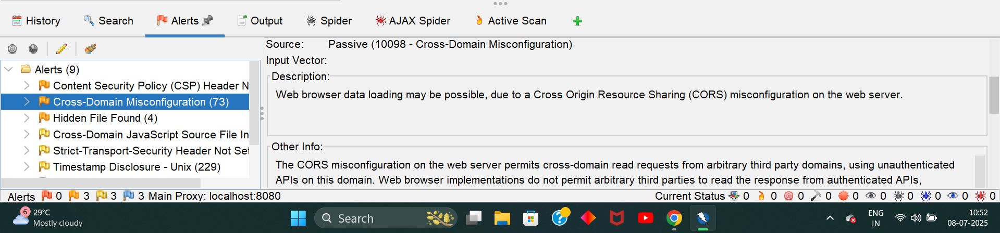 History Search Alerts Output Spider AJAX Spider Active Scan
Source: Passive (10098 - Cross-Domain Misconfiguration)
Input Vector:
Description:
Web browser data loading may be possible, due to a Cross Origin Resource Sharing (CORS) misconfiguration on the web server.
Other Info:
The CORS misconfiguration on the web server permits cross-domain read requests from arbitrary third party domains, using unauthenticated
APIs on this domain. Web browser implementations do not permit arbitrary third parties to read the response from authenticated APIs,
Alerts (9)
Content Security Policy (CSP) Header N
Cross-Domain Misconfiguration (73)
Hidden File Found (4)
Cross-Domain JavaScript Source File In
Strict-Transport-Security Header Not Set
Timestamp Disclosure - Unix (229)
Alerts 0 3 3 3 Main Proxy: localhost:8080
Current Status 0 0 0 0 0 0 0 0 0 0
6
29°C
Mostly cloudy
Search
ENG
IN
10:52
08-07-2025